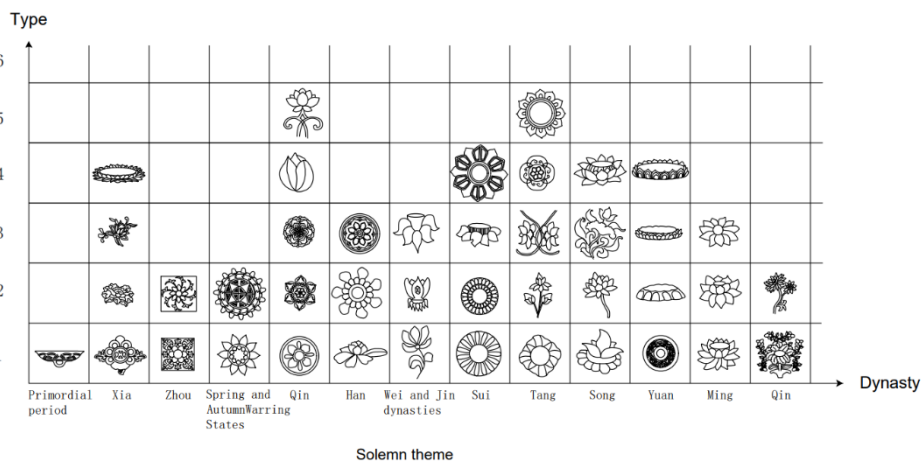 Type
6
5
4
3
2
Primordial period
Xia
Zhou
Spring and AutumnWarring States
Qin
Han
Wei and Jin dynasties
Sui
Tang
Song
Yuan
Ming
Qin
Dynasty
Solemn theme